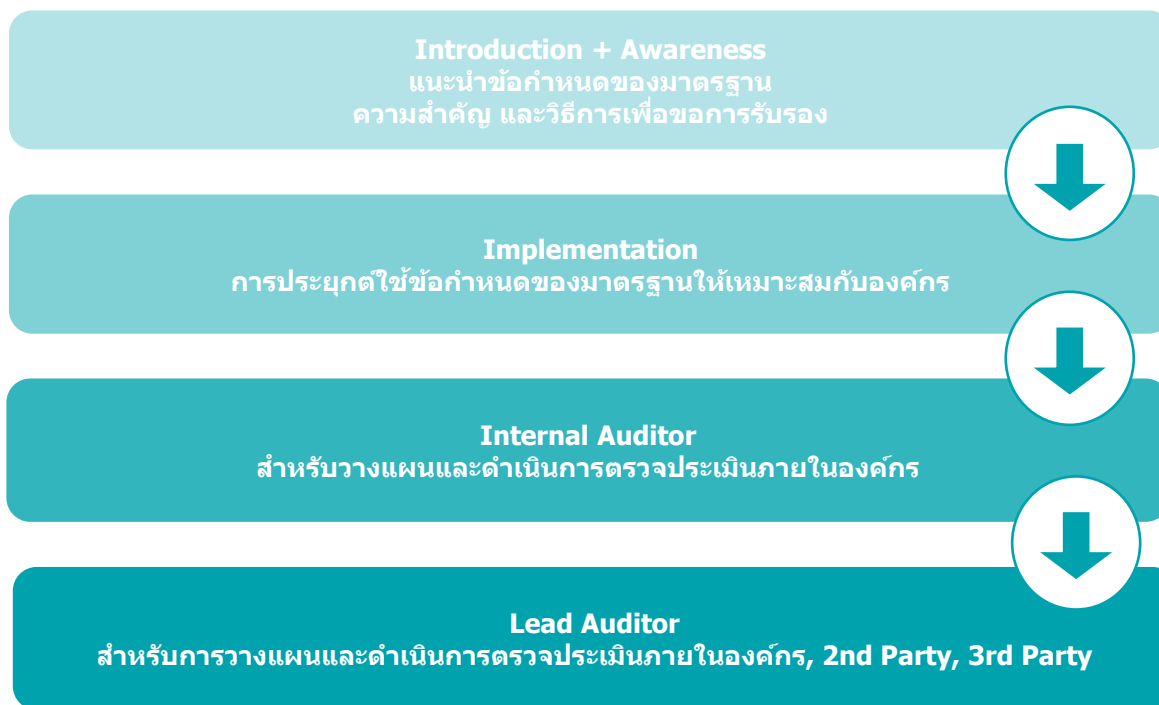 Introduction + Awareness
แนะนำข้อกำหนดของมาตรฐาน
ความสำคัญ และวิธีการเพื่อขอการรับรอง
Implementation
การประยุกต์ใช้ข้อกำหนดของมาตรฐานให้เหมาะสมกับองค์กร
Internal Auditor
สำหรับวางแผนและดำเนินการตรวจประเมินภายในองค์กร
Lead Auditor
สำหรับการวางแผนและดำเนินการตรวจประเมินภายในองค์กร, 2nd Party, 3rd Party